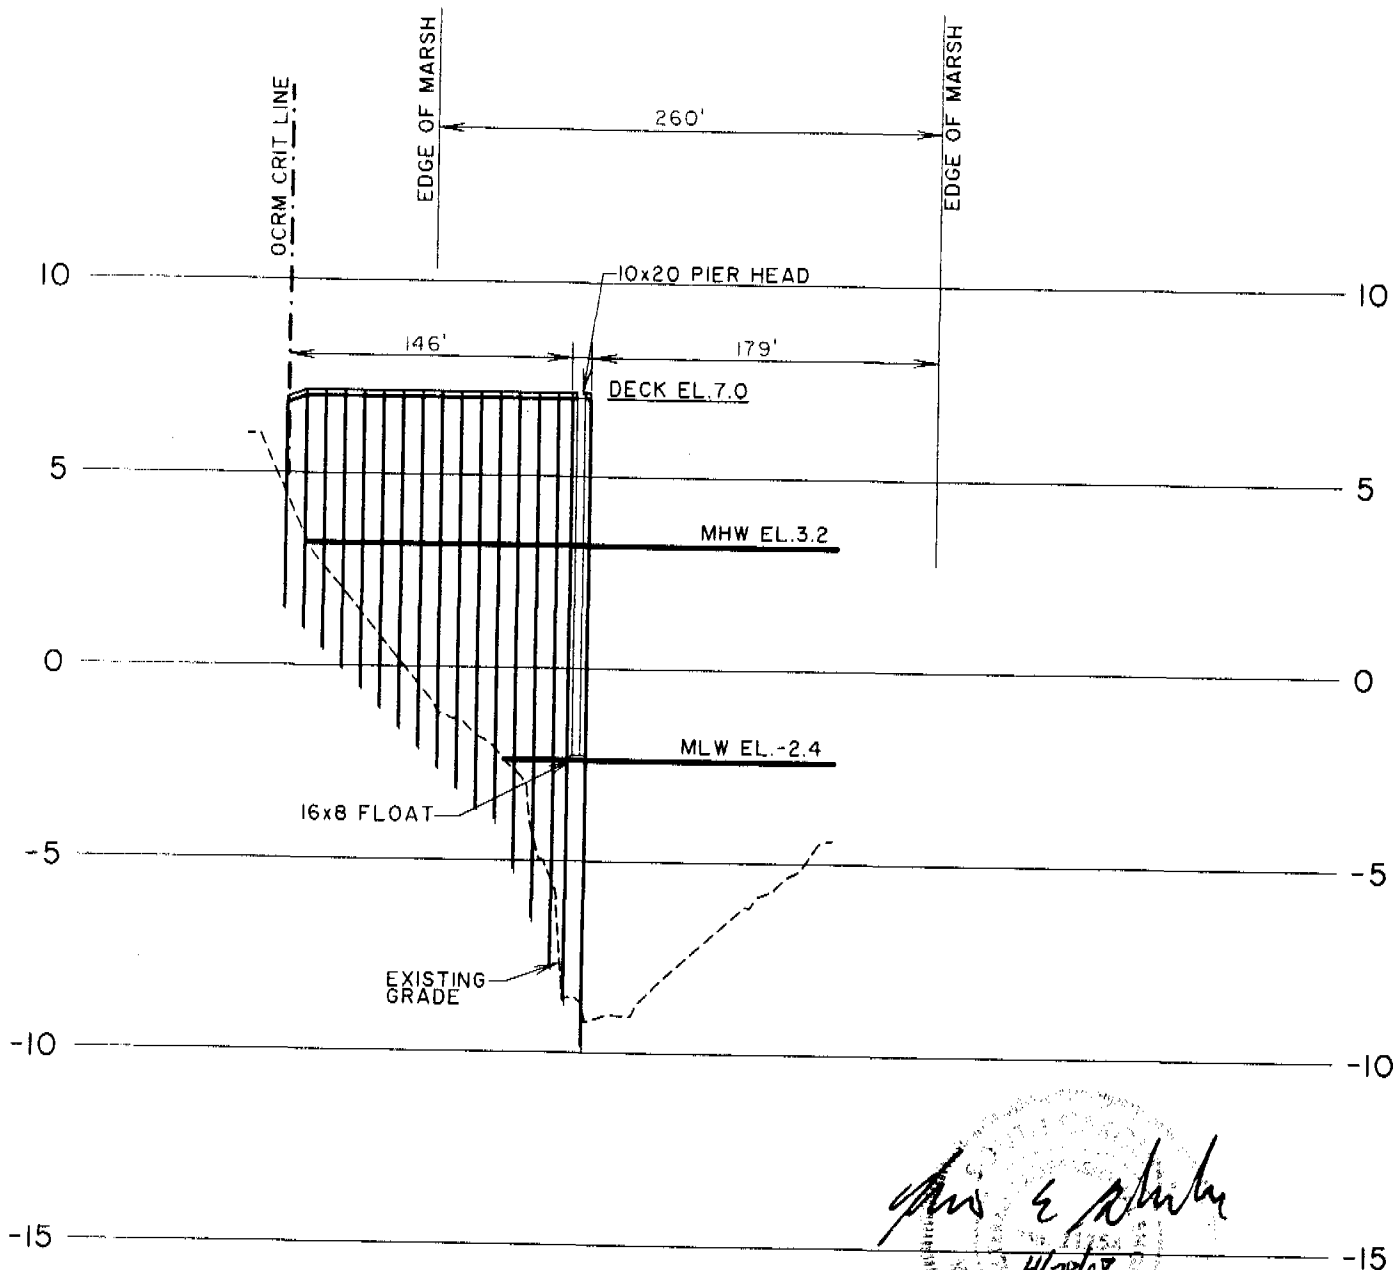 EDGE OF MARSH
EDGE OF MARSH
OCRM CRIT LINE
260'
10
10x20 PIER HEAD
10
146'
179'
DECK EL.7.0
5
5
MHW EL.3.2
0
0
MLW EL.-2.4
16x8 FLOAT
-5
-5
EXISTING
GRADE
-10
-10
SOUTH CARO
-15
-15